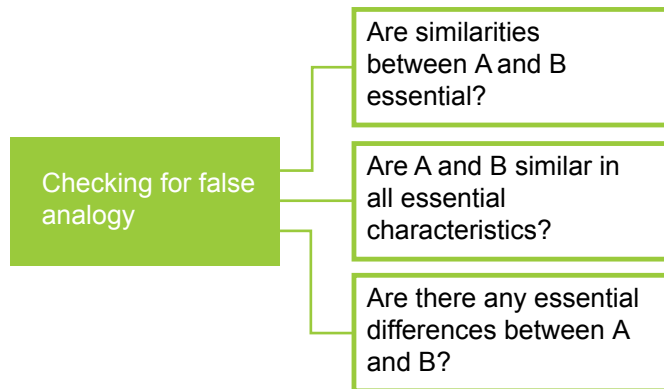 Are similarities
between A and B
essential?
Checking for false
analogy
Are A and B similar in
all essential
characteristics?
Are there any essential
differences between A
and B?